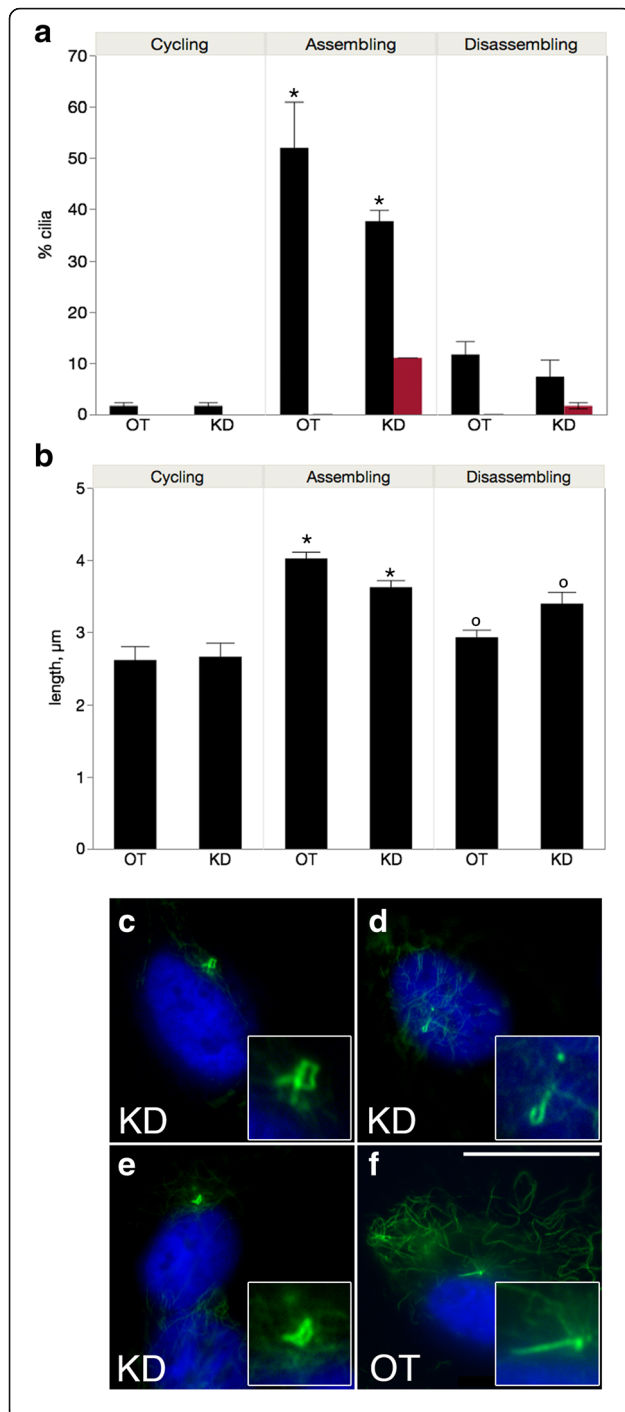 a
Cycling Assembling Disassembling
70
60
50
40
30
20
10
0
% cilia
* *
OT KD OT KD OT KD
b
Cycling Assembling Disassembling
5
4
3
2
1
0
length, µm
* * o o
OT KD OT KD OT KD
c d
KD KD
e f
KD OT